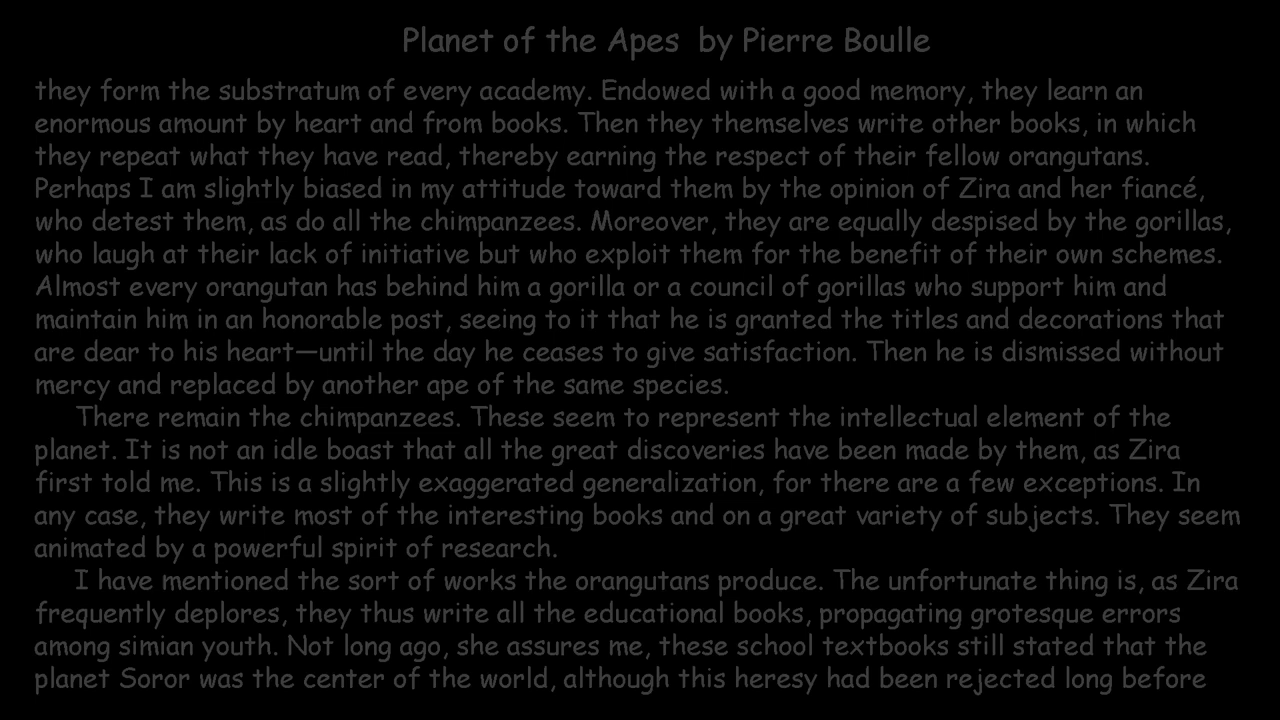 Planet of the Apes  by Pierre Boulle
they form the substratum of every academy. Endowed with a good memory, they learn an
enormous amount by heart and from books. Then they themselves write other books, in which
they repeat what they have read, thereby earning the respect of their fellow orangutans.
Perhaps I am slightly biased in my attitude toward them by the opinion of Zira and her fiancé,
who detest them, as do all the chimpanzees. Moreover, they are equally despised by the gorillas,
who laugh at their lack of initiative but who exploit them for the benefit of their own schemes.
Almost every orangutan has behind him a gorilla or a council of gorillas who support him and
maintain him in an honorable post, seeing to it that he is granted the titles and decorations that
are dear to his heart—until the day he ceases to give satisfaction. Then he is dismissed without
mercy and replaced by another ape of the same species.
There remain the chimpanzees. These seem to represent the intellectual element of the
planet. It is not an idle boast that all the great discoveries have been made by them, as Zira
first told me. This is a slightly exaggerated generalization, for there are a few exceptions. In
any case, they write most of the interesting books and on a great variety of subjects. They seem
animated by a powerful spirit of research.
I have mentioned the sort of works the orangutans produce. The unfortunate thing is, as Zira
frequently deplores, they thus write all the educational books, propagating grotesque errors
among simian youth. Not long ago, she assures me, these school textbooks still stated that the
planet Soror was the center of the world, although this heresy had been rejected long before